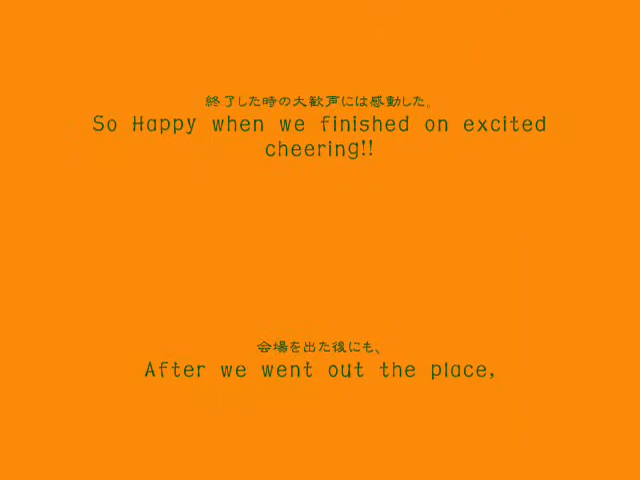 終了した時の大歓声には感動した。
So Happy when we finished on excited
cheering!!
会場を出た後にも、
After we went out the place,